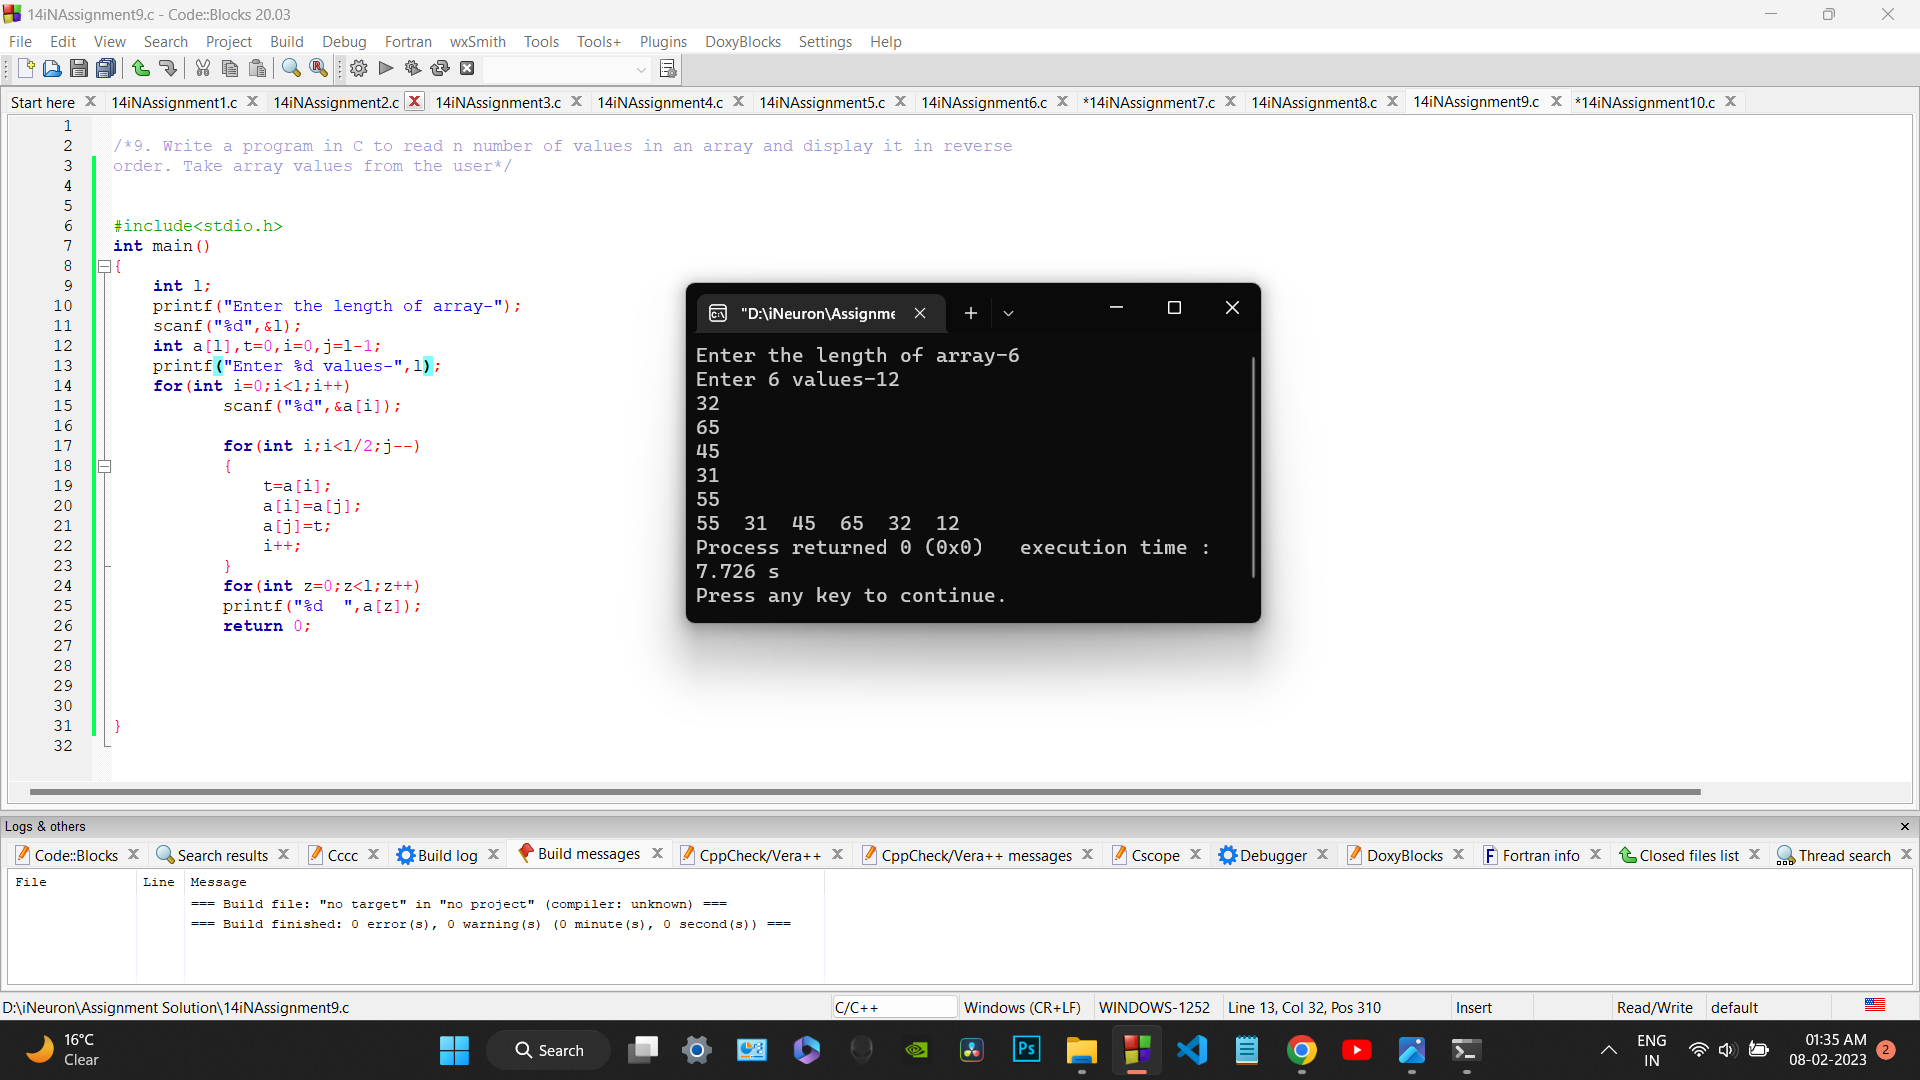 14iNAssignment9.c - Code::Blocks 20.03
File Edit View Search Project Build Debug Fortran wxSmith Tools Tools+ Plugins DoxyBlocks Settings Help
Start here 14iNAssignment1.c 14iNAssignment2.c 14iNAssignment3.c 14iNAssignment4.c 14iNAssignment5.c 14iNAssignment6.c *14iNAssignment7.c 14iNAssignment8.c 14iNAssignment9.c *14iNAssignment10.c
1
2 /*9. Write a program in C to read n number of values in an array and display it in reverse
3 order. Take array values from the user*/
4
5
6 #include<stdio.h>
7 int main()
8 {
9 int l;
10 printf("Enter the length of array-");
11 scanf("%d",&l);
12 int a[l],t=0,i=0,j=l-1;
13 printf("Enter %d values-",l);
14 for(int i=0;i<l;i++)
15 scanf("%d",&a[i]);
16
17 for(int i;i<l/2;j--)
18 {
19 t=a[i];
20 a[i]=a[j];
21 a[j]=t;
22 i++;
23 }
24 for(int z=0;z<l;z++)
25 printf("%d  ",a[z]);
26 return 0;
27
28
29
30
31 }
32
"D:\iNeuron\Assignme
Enter the length of array-6
Enter 6 values-12
32
65
45
31
55
55  31  45  65  32  12
Process returned 0 (0x0)   execution time :
7.726 s
Press any key to continue.
Logs & others
Code::Blocks Search results Cccc Build log Build messages CppCheck/Vera++ CppCheck/Vera++ messages Cscope Debugger DoxyBlocks Fortran info Closed files list Thread search
File Line Message
=== Build file: "no target" in "no project" (compiler: unknown) ===
=== Build finished: 0 error(s), 0 warning(s) (0 minute(s), 0 second(s)) ===
D:\iNeuron\Assignment Solution\14iNAssignment9.c C/C++ Windows (CR+LF) WINDOWS-1252 Line 13, Col 32, Pos 310 Insert Read/Write default
16°C
Clear
Search
Ps
ENG
IN
01:35 AM
08-02-2023
2